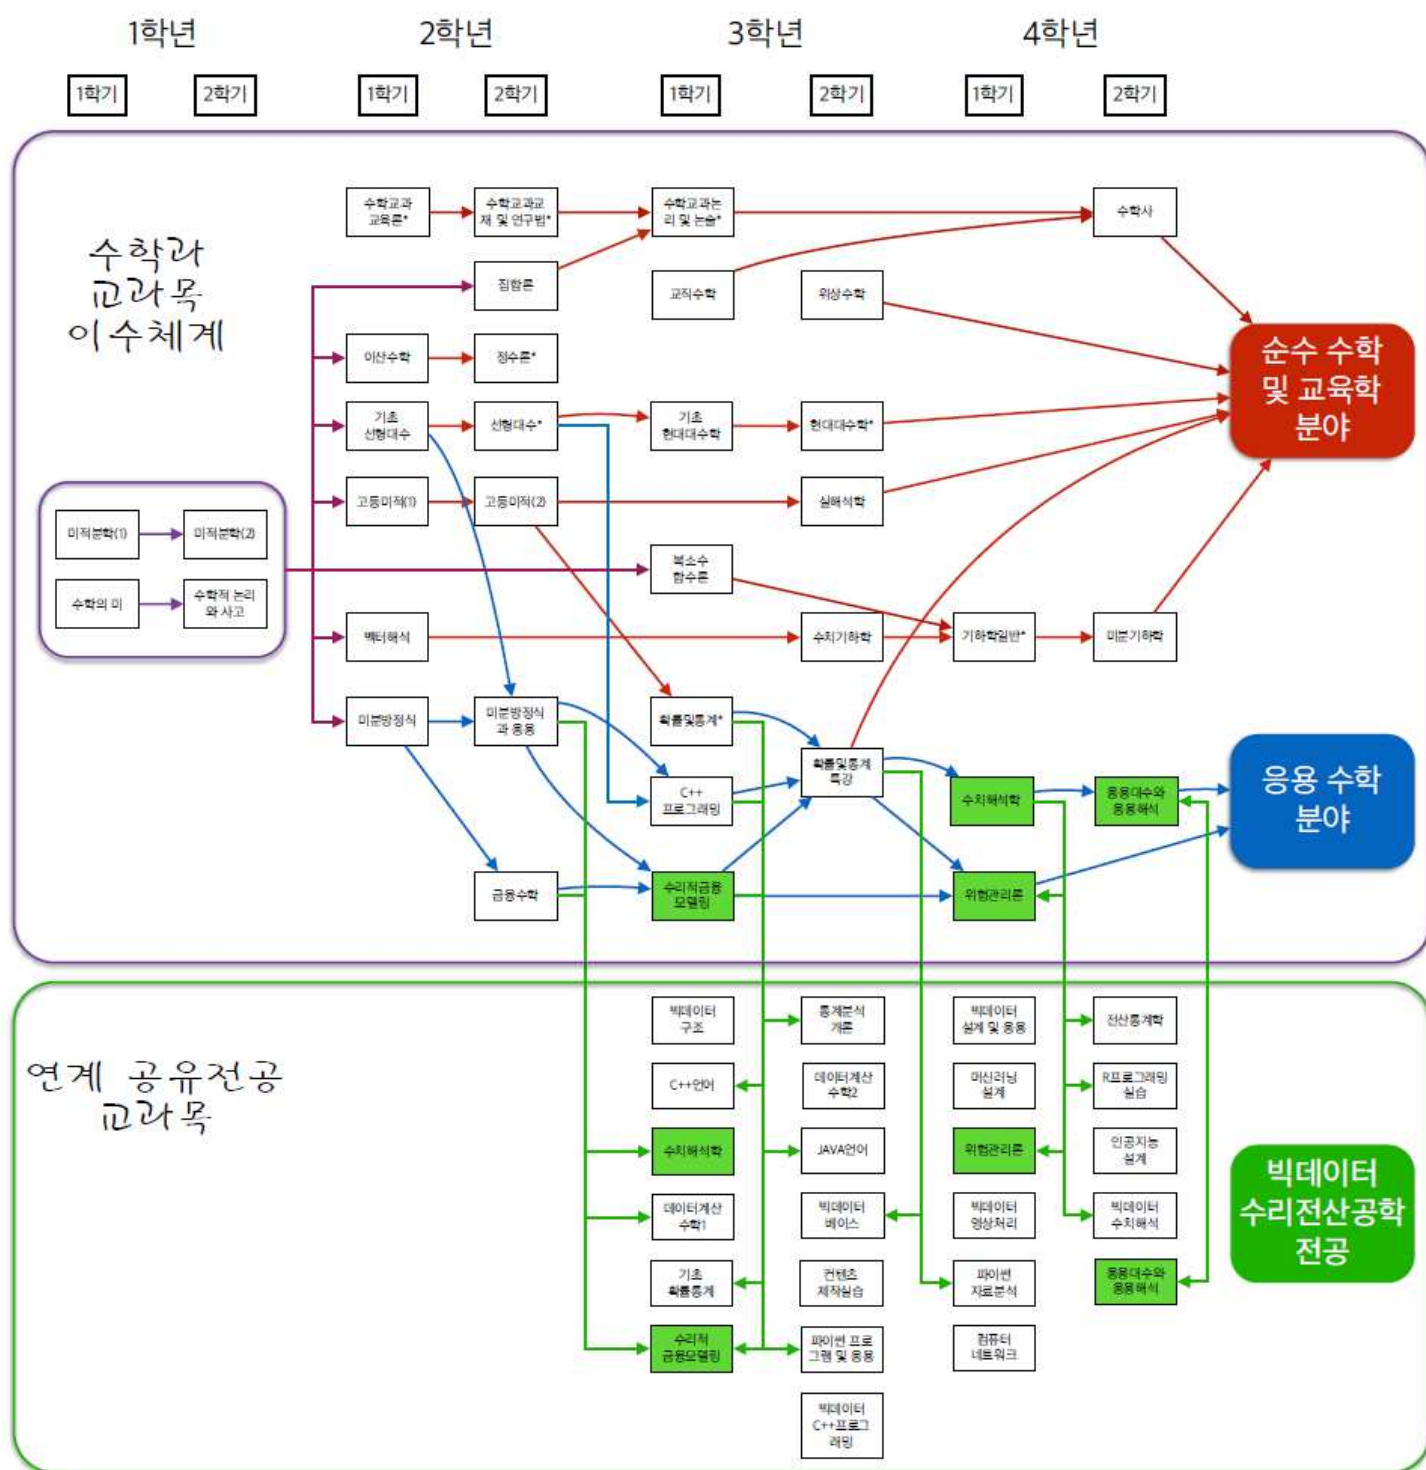 1학년
2학년
3학년
4학년
1학기
2학기
1학기
2학기
1학기
2학기
1학기
2학기
수학과
교과목
이수체계
수학교과
교육론*
수학교과교
재 및 연구법*
수학교과논
리 및 논술*
수학사
집합론
교직수학
위상수학
이산수학
정수론*
기초
선형대수
선형대수*
기초
현대대수학
현대대수학*
고등미적(1)
고등미적(2)
실해석학
미적분학(1)
미적분학(2)
수학의 미
수학적 논리
와 사고
복소수
함수론
벡터해석
수치기하학
기하학일반*
미분기하학
미분방정식
미분방정식
과 응용
확률및통계*
확률및통계
특강
C++
프로그래밍
수치해석학
응용대수와
응용해석
금융수학
수리적금융
모델링
위험관리론
순수 수학
및 교육학
분야
응용 수학
분야
연계 공유전공
교과목
빅데이터
구조
통계분석
개론
빅데이터
설계 및 응용
전산통계학
C++언어
데이터계산
수학2
머신러닝
설계
R프로그래밍
실습
수치해석학
JAVA언어
위험관리론
인공지능
설계
데이터계산
수학1
빅데이터
베이스
빅데이터
영상처리
빅데이터
수치해석
기초
확률통계
컨텐츠
제작실습
파이썬
자료분석
응용대수와
응용해석
수리적
금융모델링
파이썬 프로
그램 및 응용
컴퓨터
네트워크
빅데이터
C++프로그
래밍
빅데이터
수리전산공학
전공